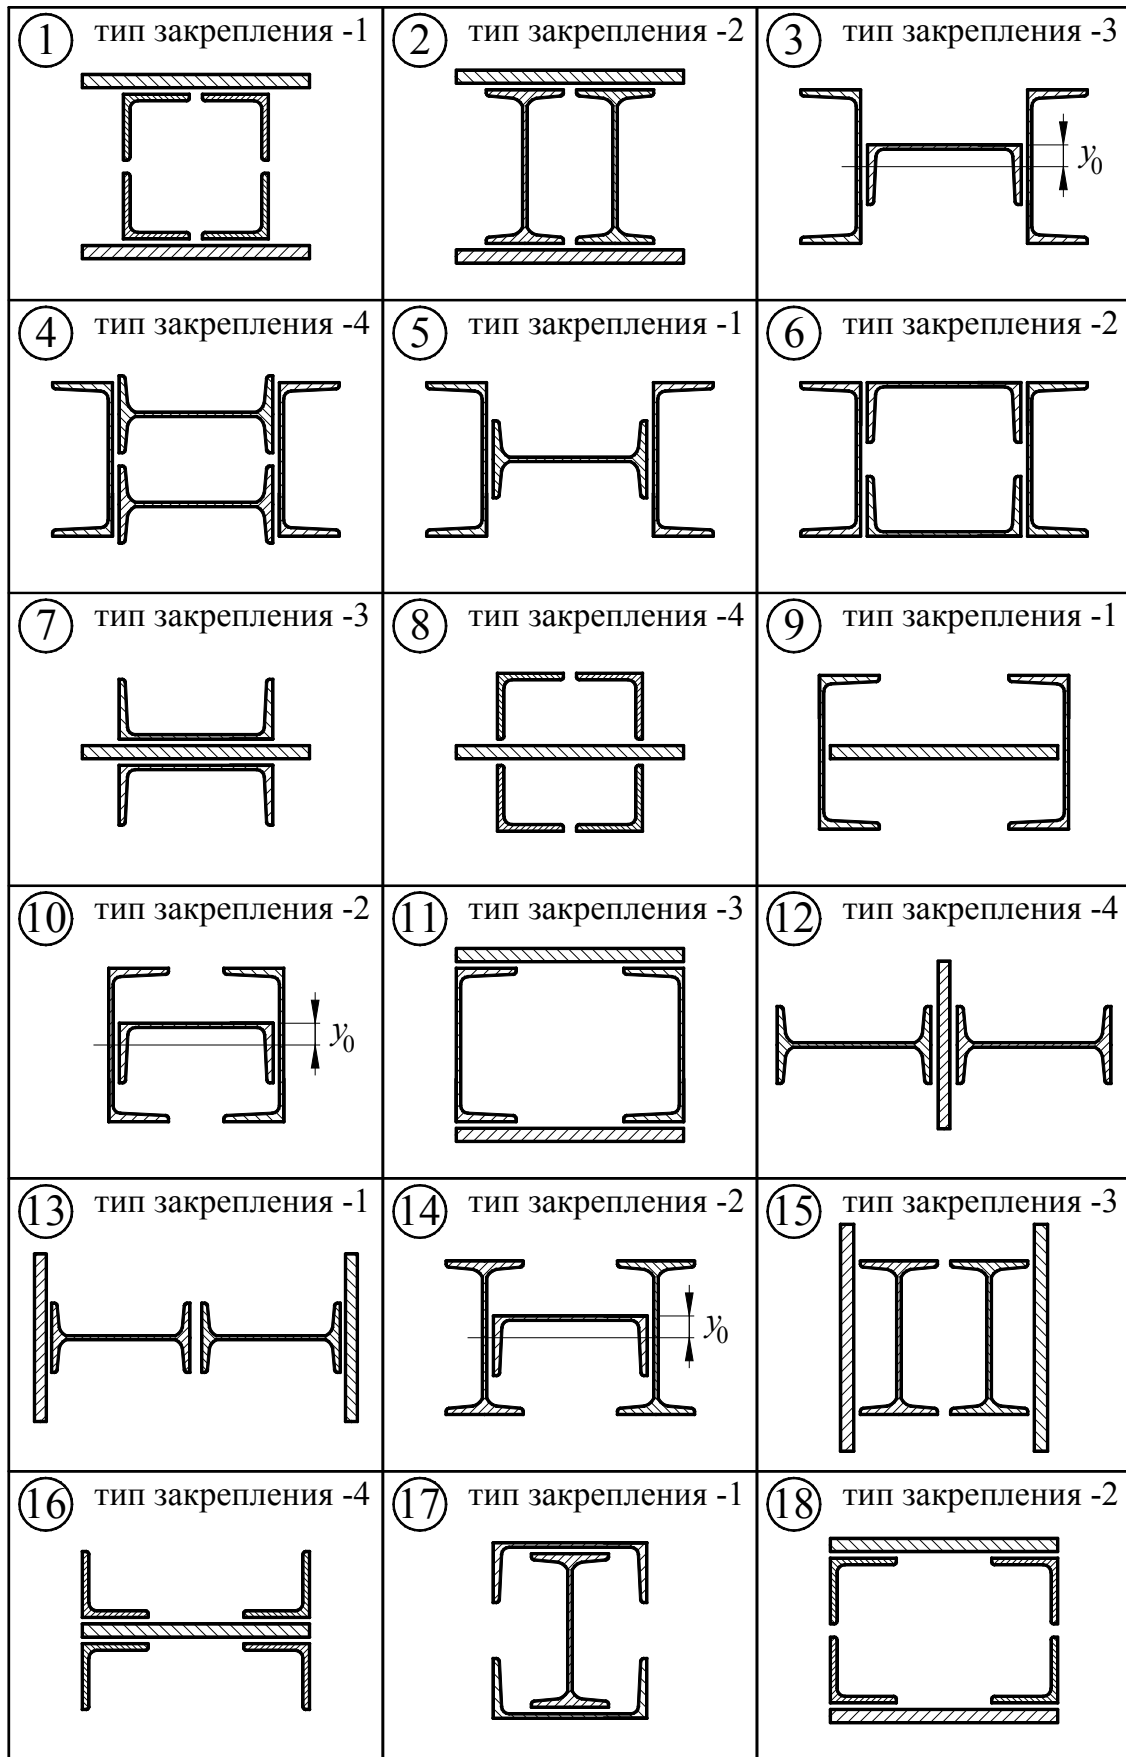 1 тип закрепления -1
2 тип закрепления -2
3 тип закрепления -3
y0
4 тип закрепления -4
5 тип закрепления -1
6 тип закрепления -2
7 тип закрепления -3
8 тип закрепления -4
9 тип закрепления -1
10 тип закрепления -2
y0
11 тип закрепления -3
12 тип закрепления -4
13 тип закрепления -1
14 тип закрепления -2
y0
15 тип закрепления -3
16 тип закрепления -4
17 тип закрепления -1
18 тип закрепления -2